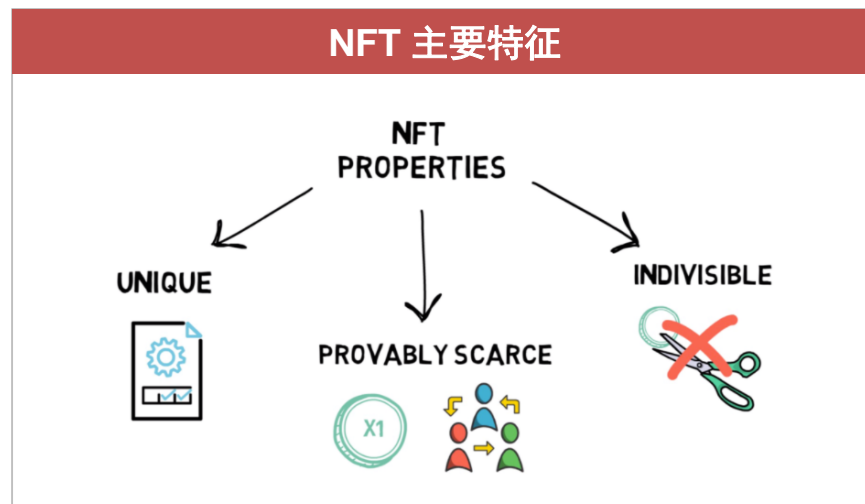 NFT 主要特征
NFT
PROPERTIES
UNIQUE
INDIVISIBLE
PROVABLY SCARCE
X1